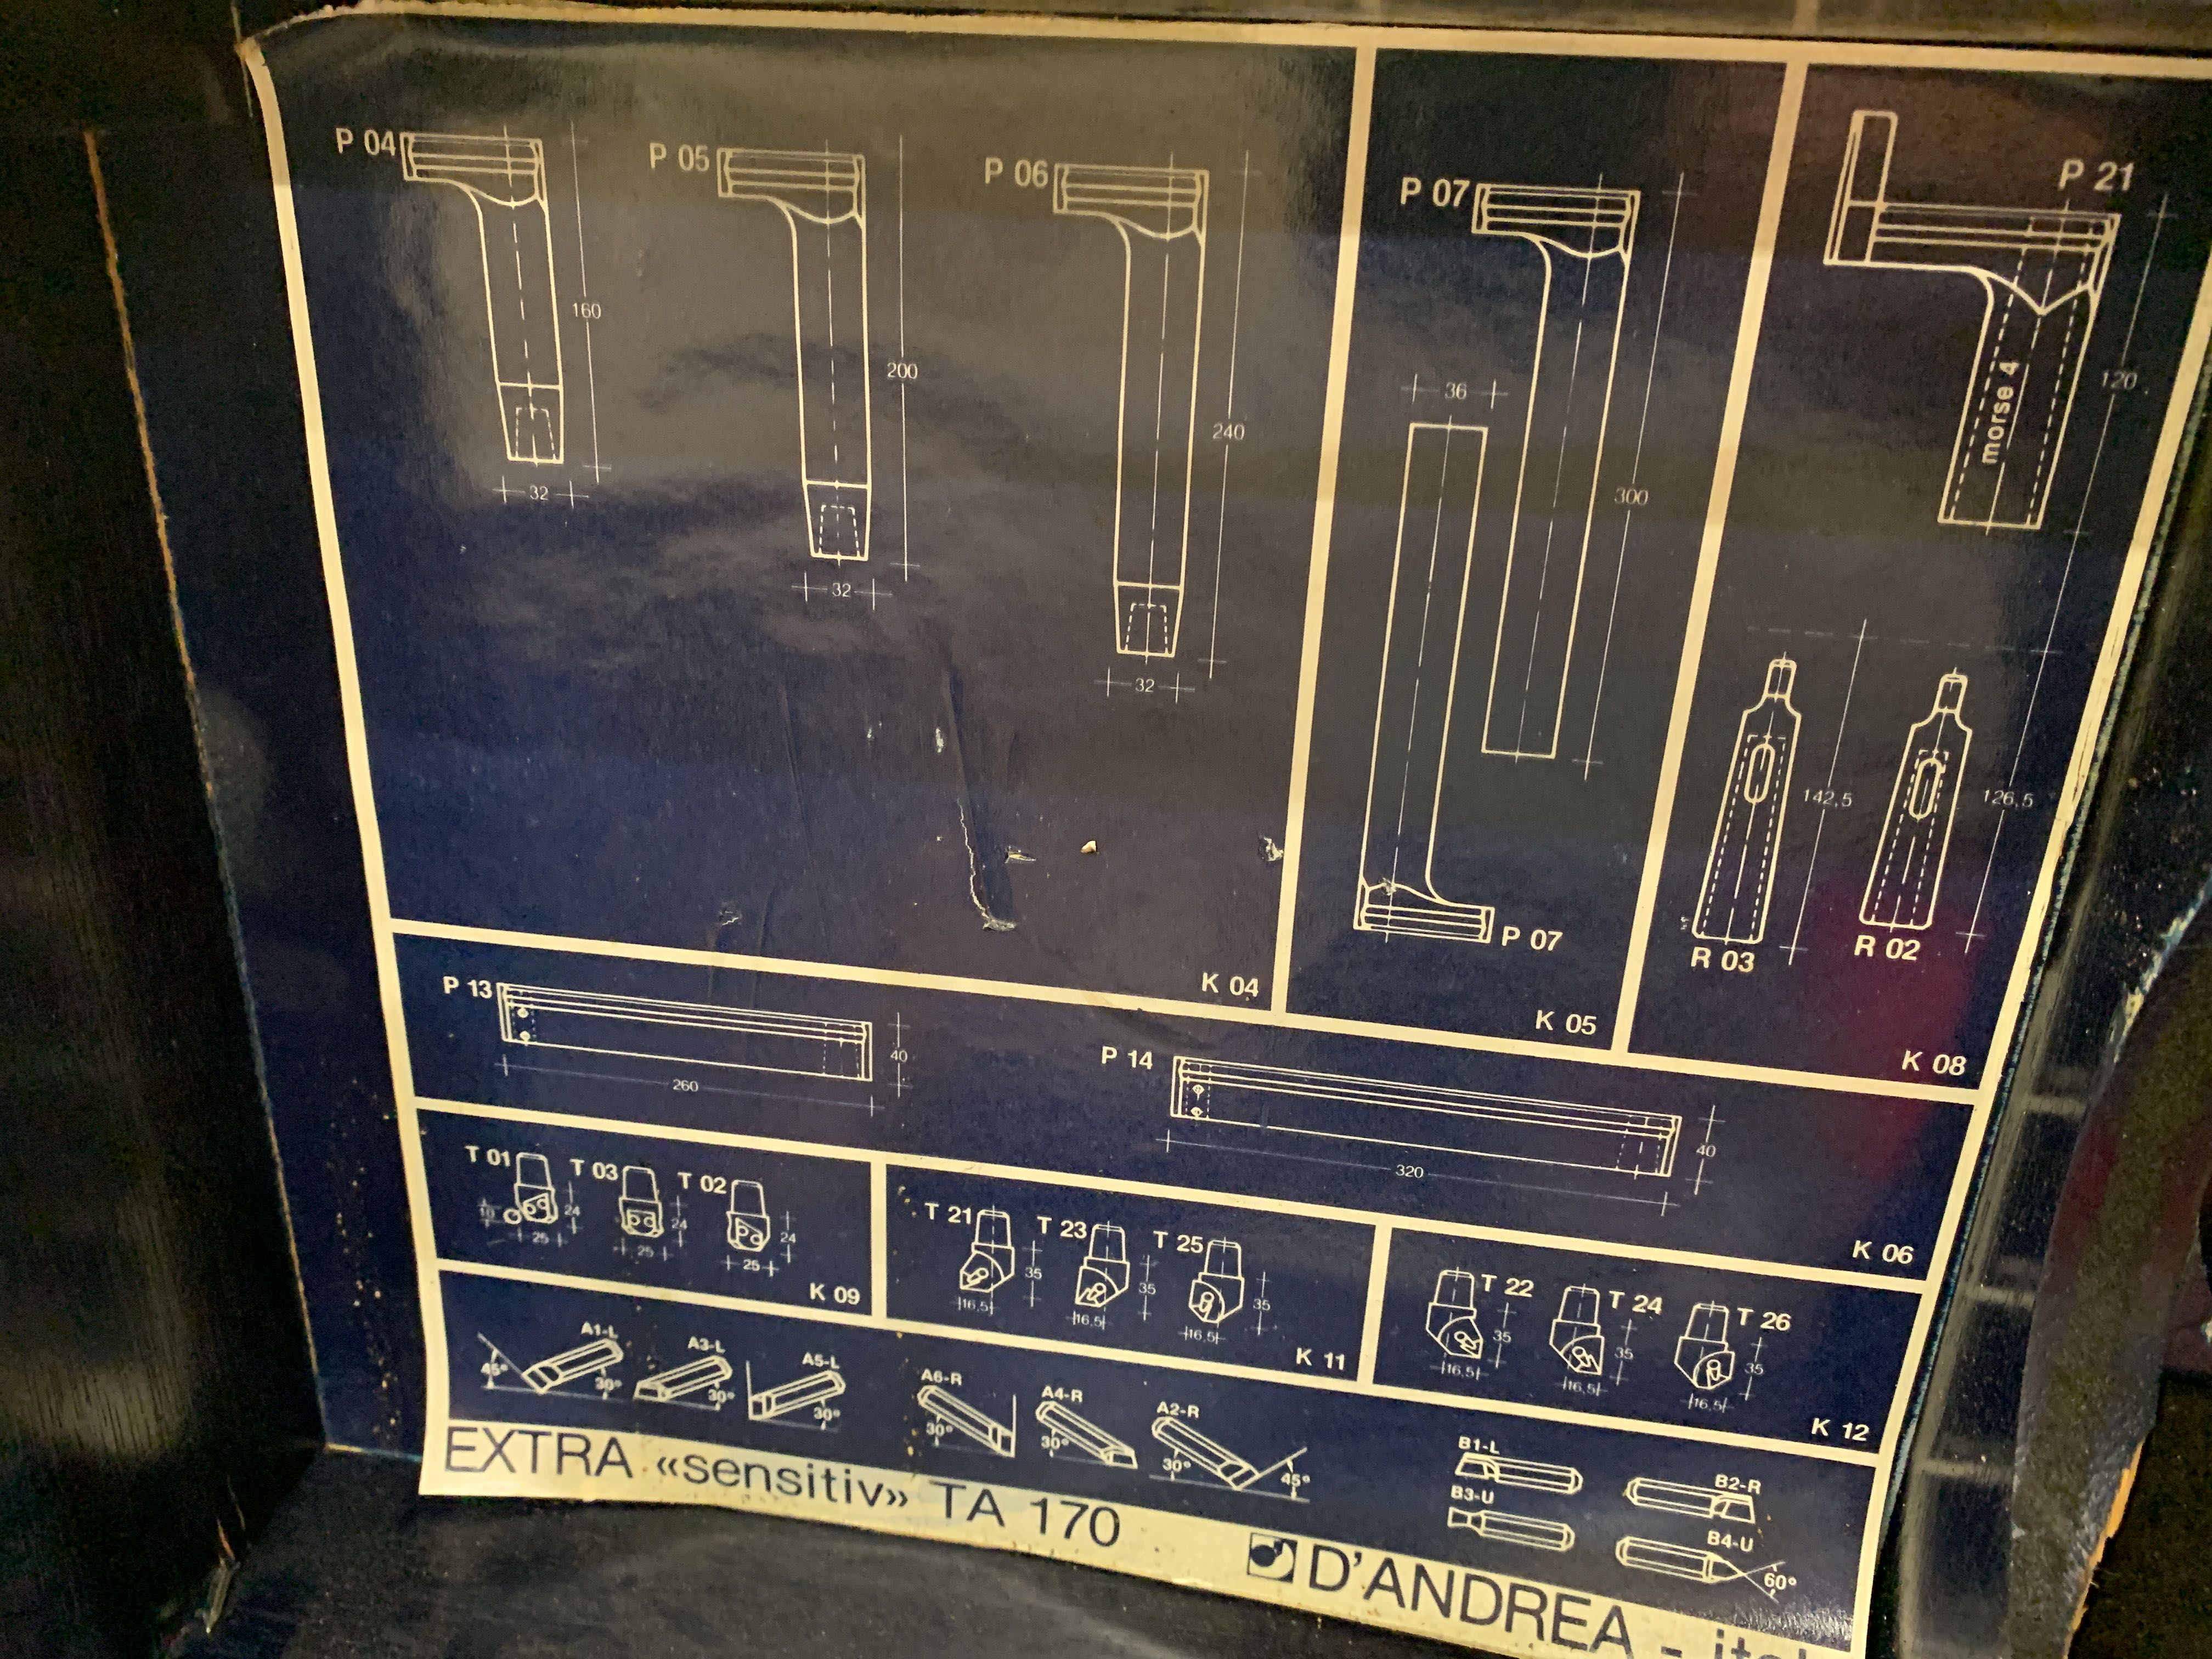 P 04
160
32
P 05
200
32
P 06
240
32
K 04
P 07
36
300
P 07
K 05
P 21
morse 4
120
142,5
126,5
R 03
R 02
K 08
P 13
260
40
P 14
320
40
K 06
T 01
T 03
T 02
10
24
25
24
25
24
25
K 09
T 21
T 23
T 25
35
16,5
35
16,5
35
16,5
K 11
T 22
T 24
T 26
35
16,5
35
16,5
35
16,5
K 12
A1-L
45°
30°
A3-L
30°
A5-L
30°
A6-R
30°
A4-R
30°
A2-R
30°
45°
B1-L
B2-R
B3-U
B4-U
60°
EXTRA «sensitiv» TA 170
D'ANDREA - ital